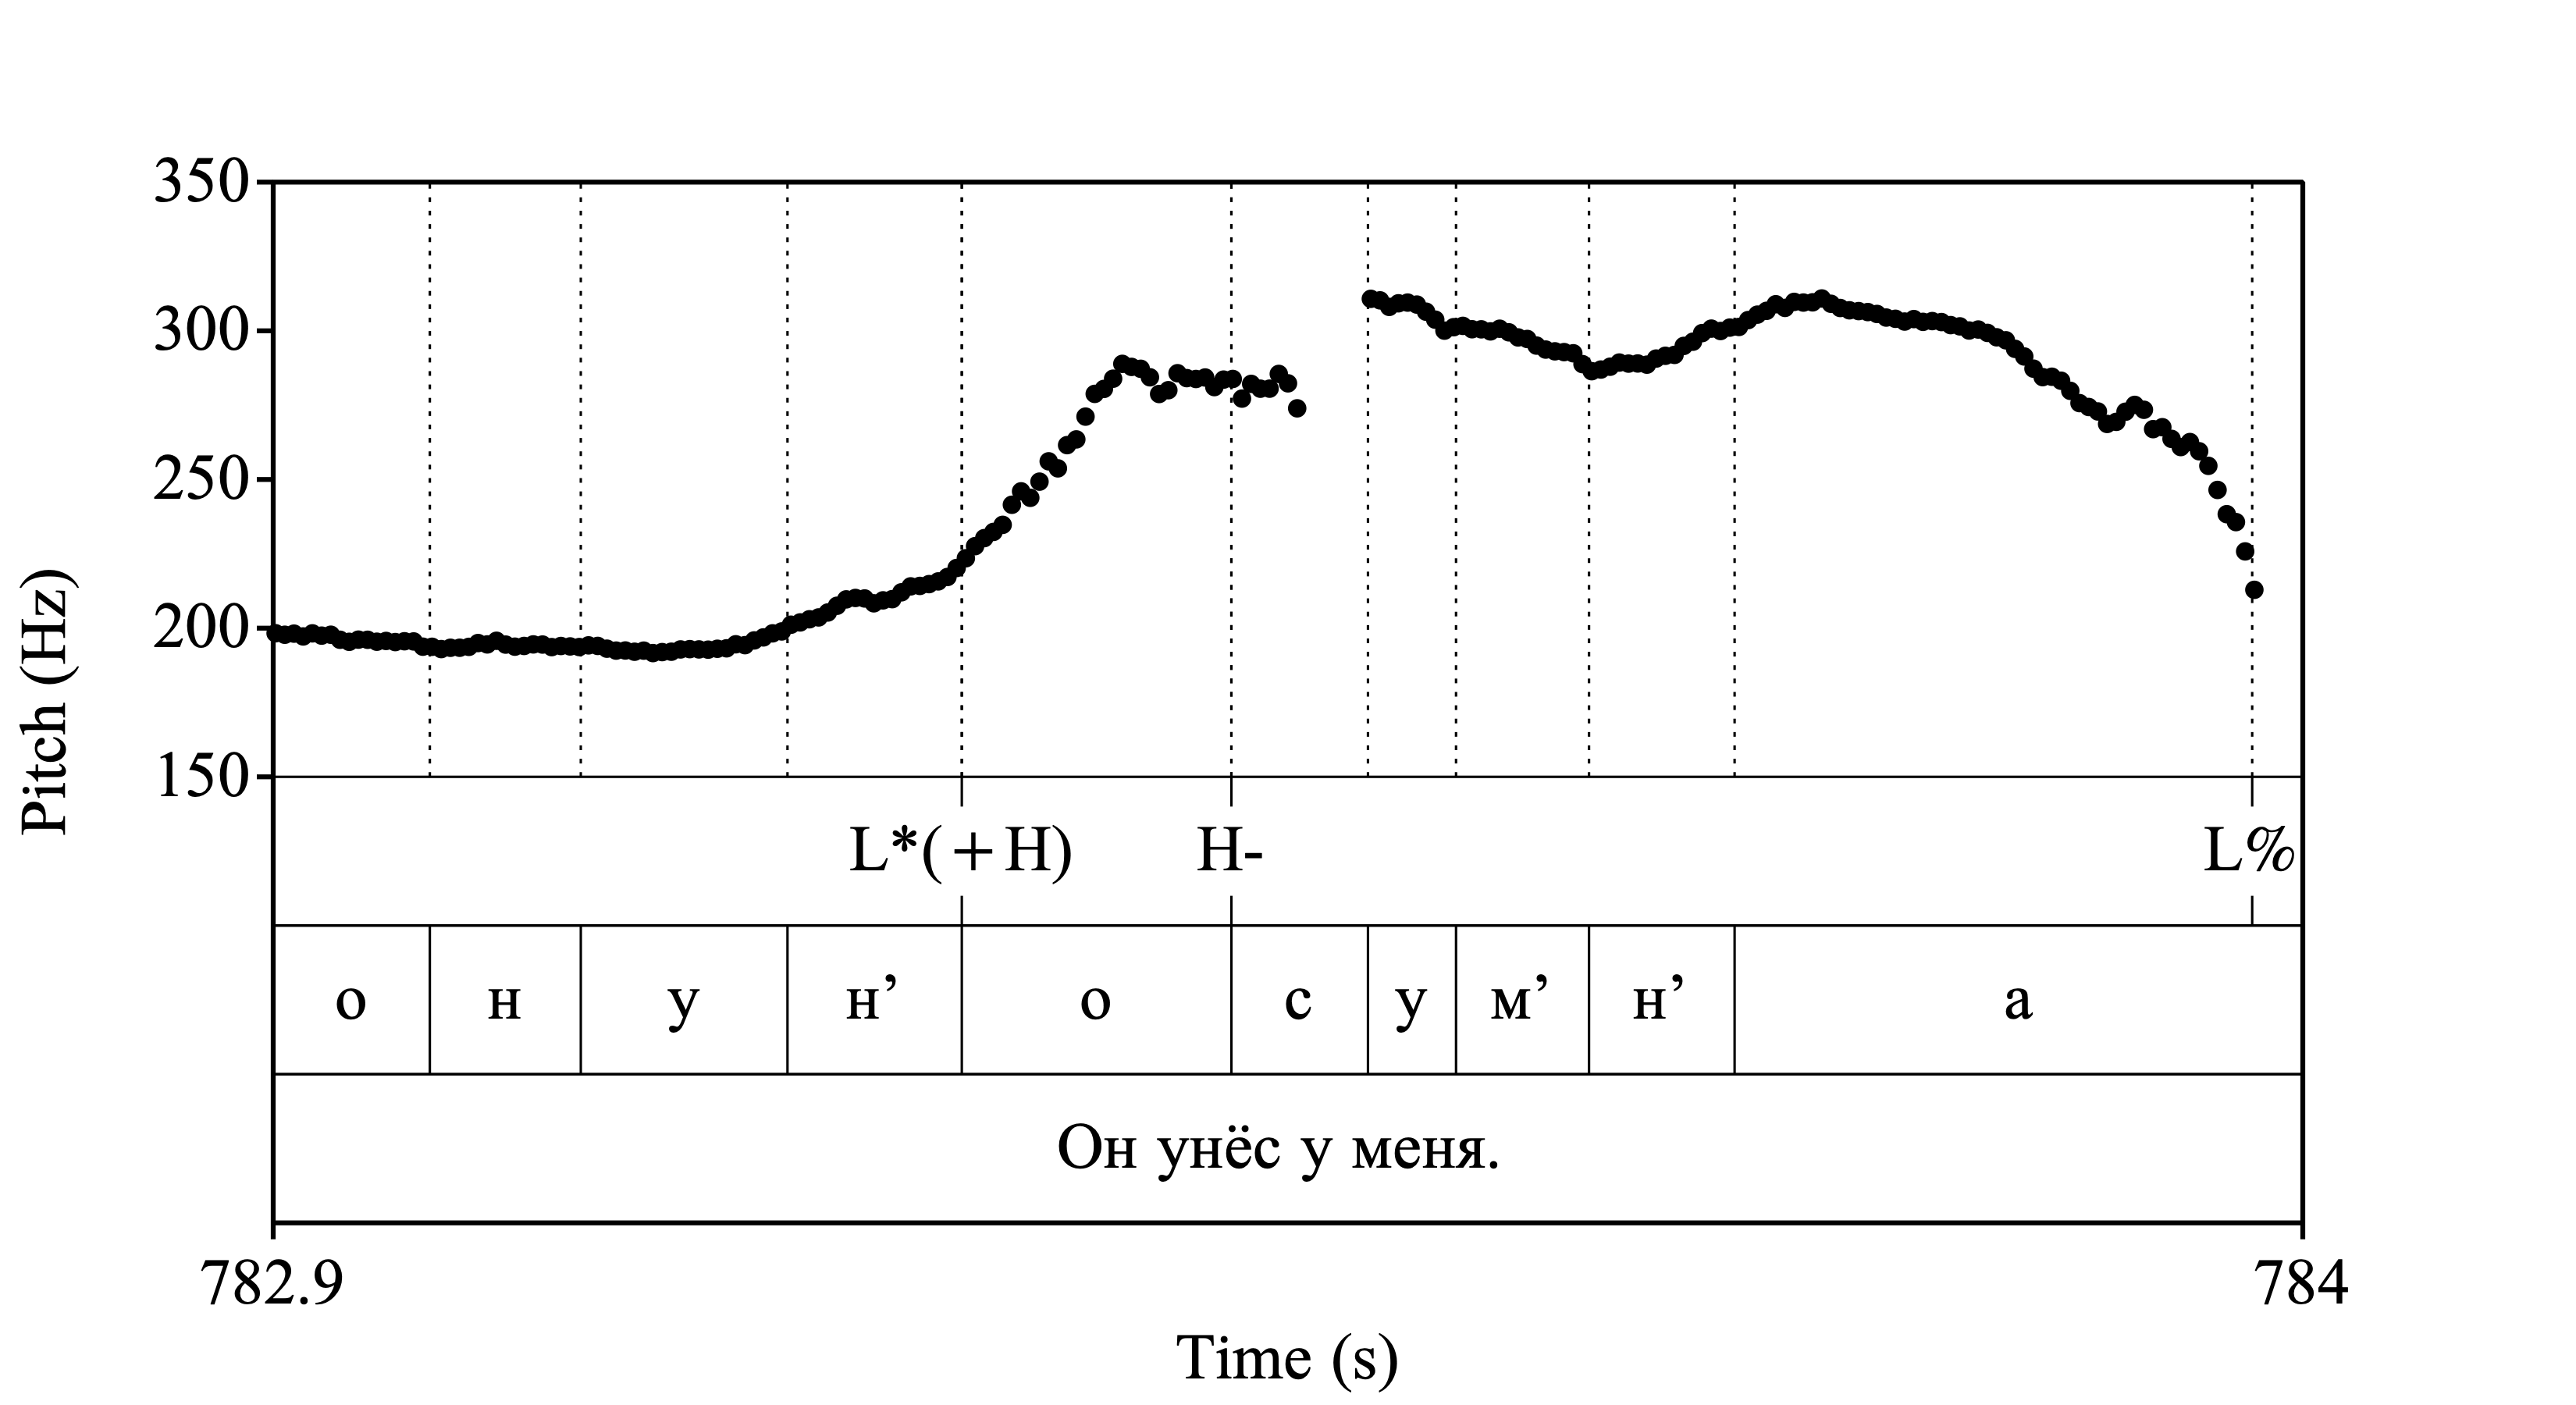 350
300
250
200
150
Pitch (Hz)
L*(+H) H- L%
о н у н’ о с у м’ н’ а
Он унёс у меня.
782.9 784
Time (s)